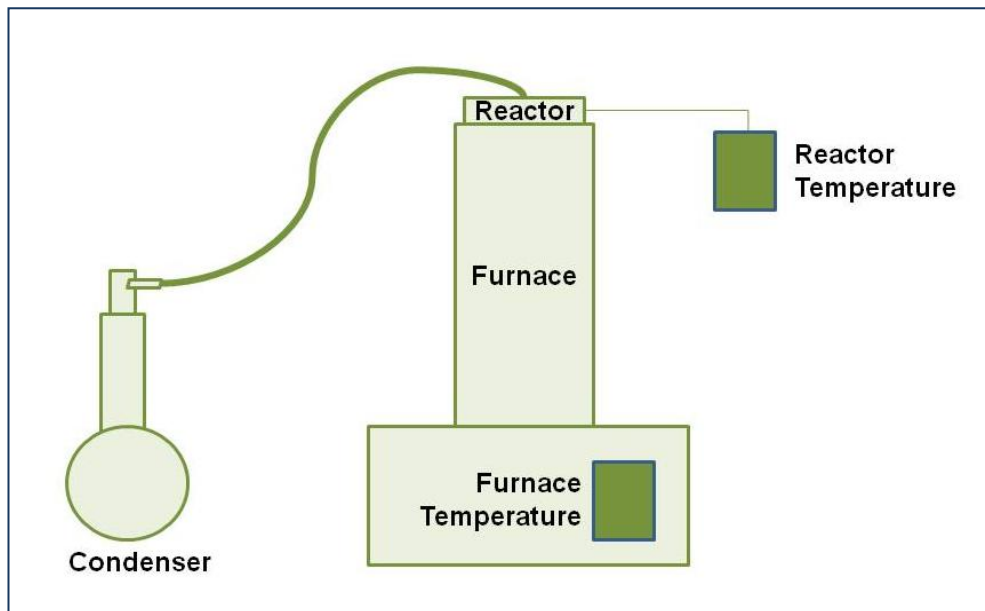 Reactor
Reactor
Temperature
Furnace
Furnace
Temperature
Condenser